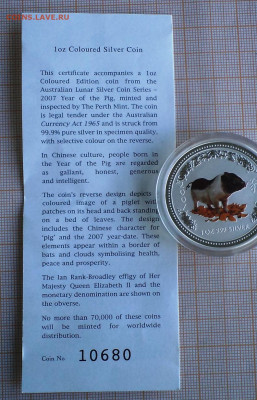 COINS.LAWE.RU
1oz Coloured Silver Coin
This certificate accompanies a 1oz
Coloured Edition coin from the
Australian Lunar Silver Coin Series –
2007 Year of the Pig, minted and
inspected by The Perth Mint. The
coin is legal tender under the Australian
Currency Act 1965 and is struck from
99.9% pure silver in specimen quality,
with selective colour on the reverse.
In Chinese culture, people born in
the Year of the Pig are regarded
as gallant, honest, generous
and intelligent.
The coin's reverse design depicts
coloured image of a piglet wi
patches on its head and back standing
on a bed of leaves. The design
includes the Chinese character for
'pig' and the 2007 year-date. These
elements appear within a border of
bats and clouds symbolising health,
peace and prosperity.
The Ian Rank-Broadley effigy of Her
Majesty Queen Elizabeth II and the
monetary denomination are shown on
the obverse.
No more than 70,000 of these coins
will be minted for worldwide
distribution.
Coin No. 10680
1 OZ 999 SILVER